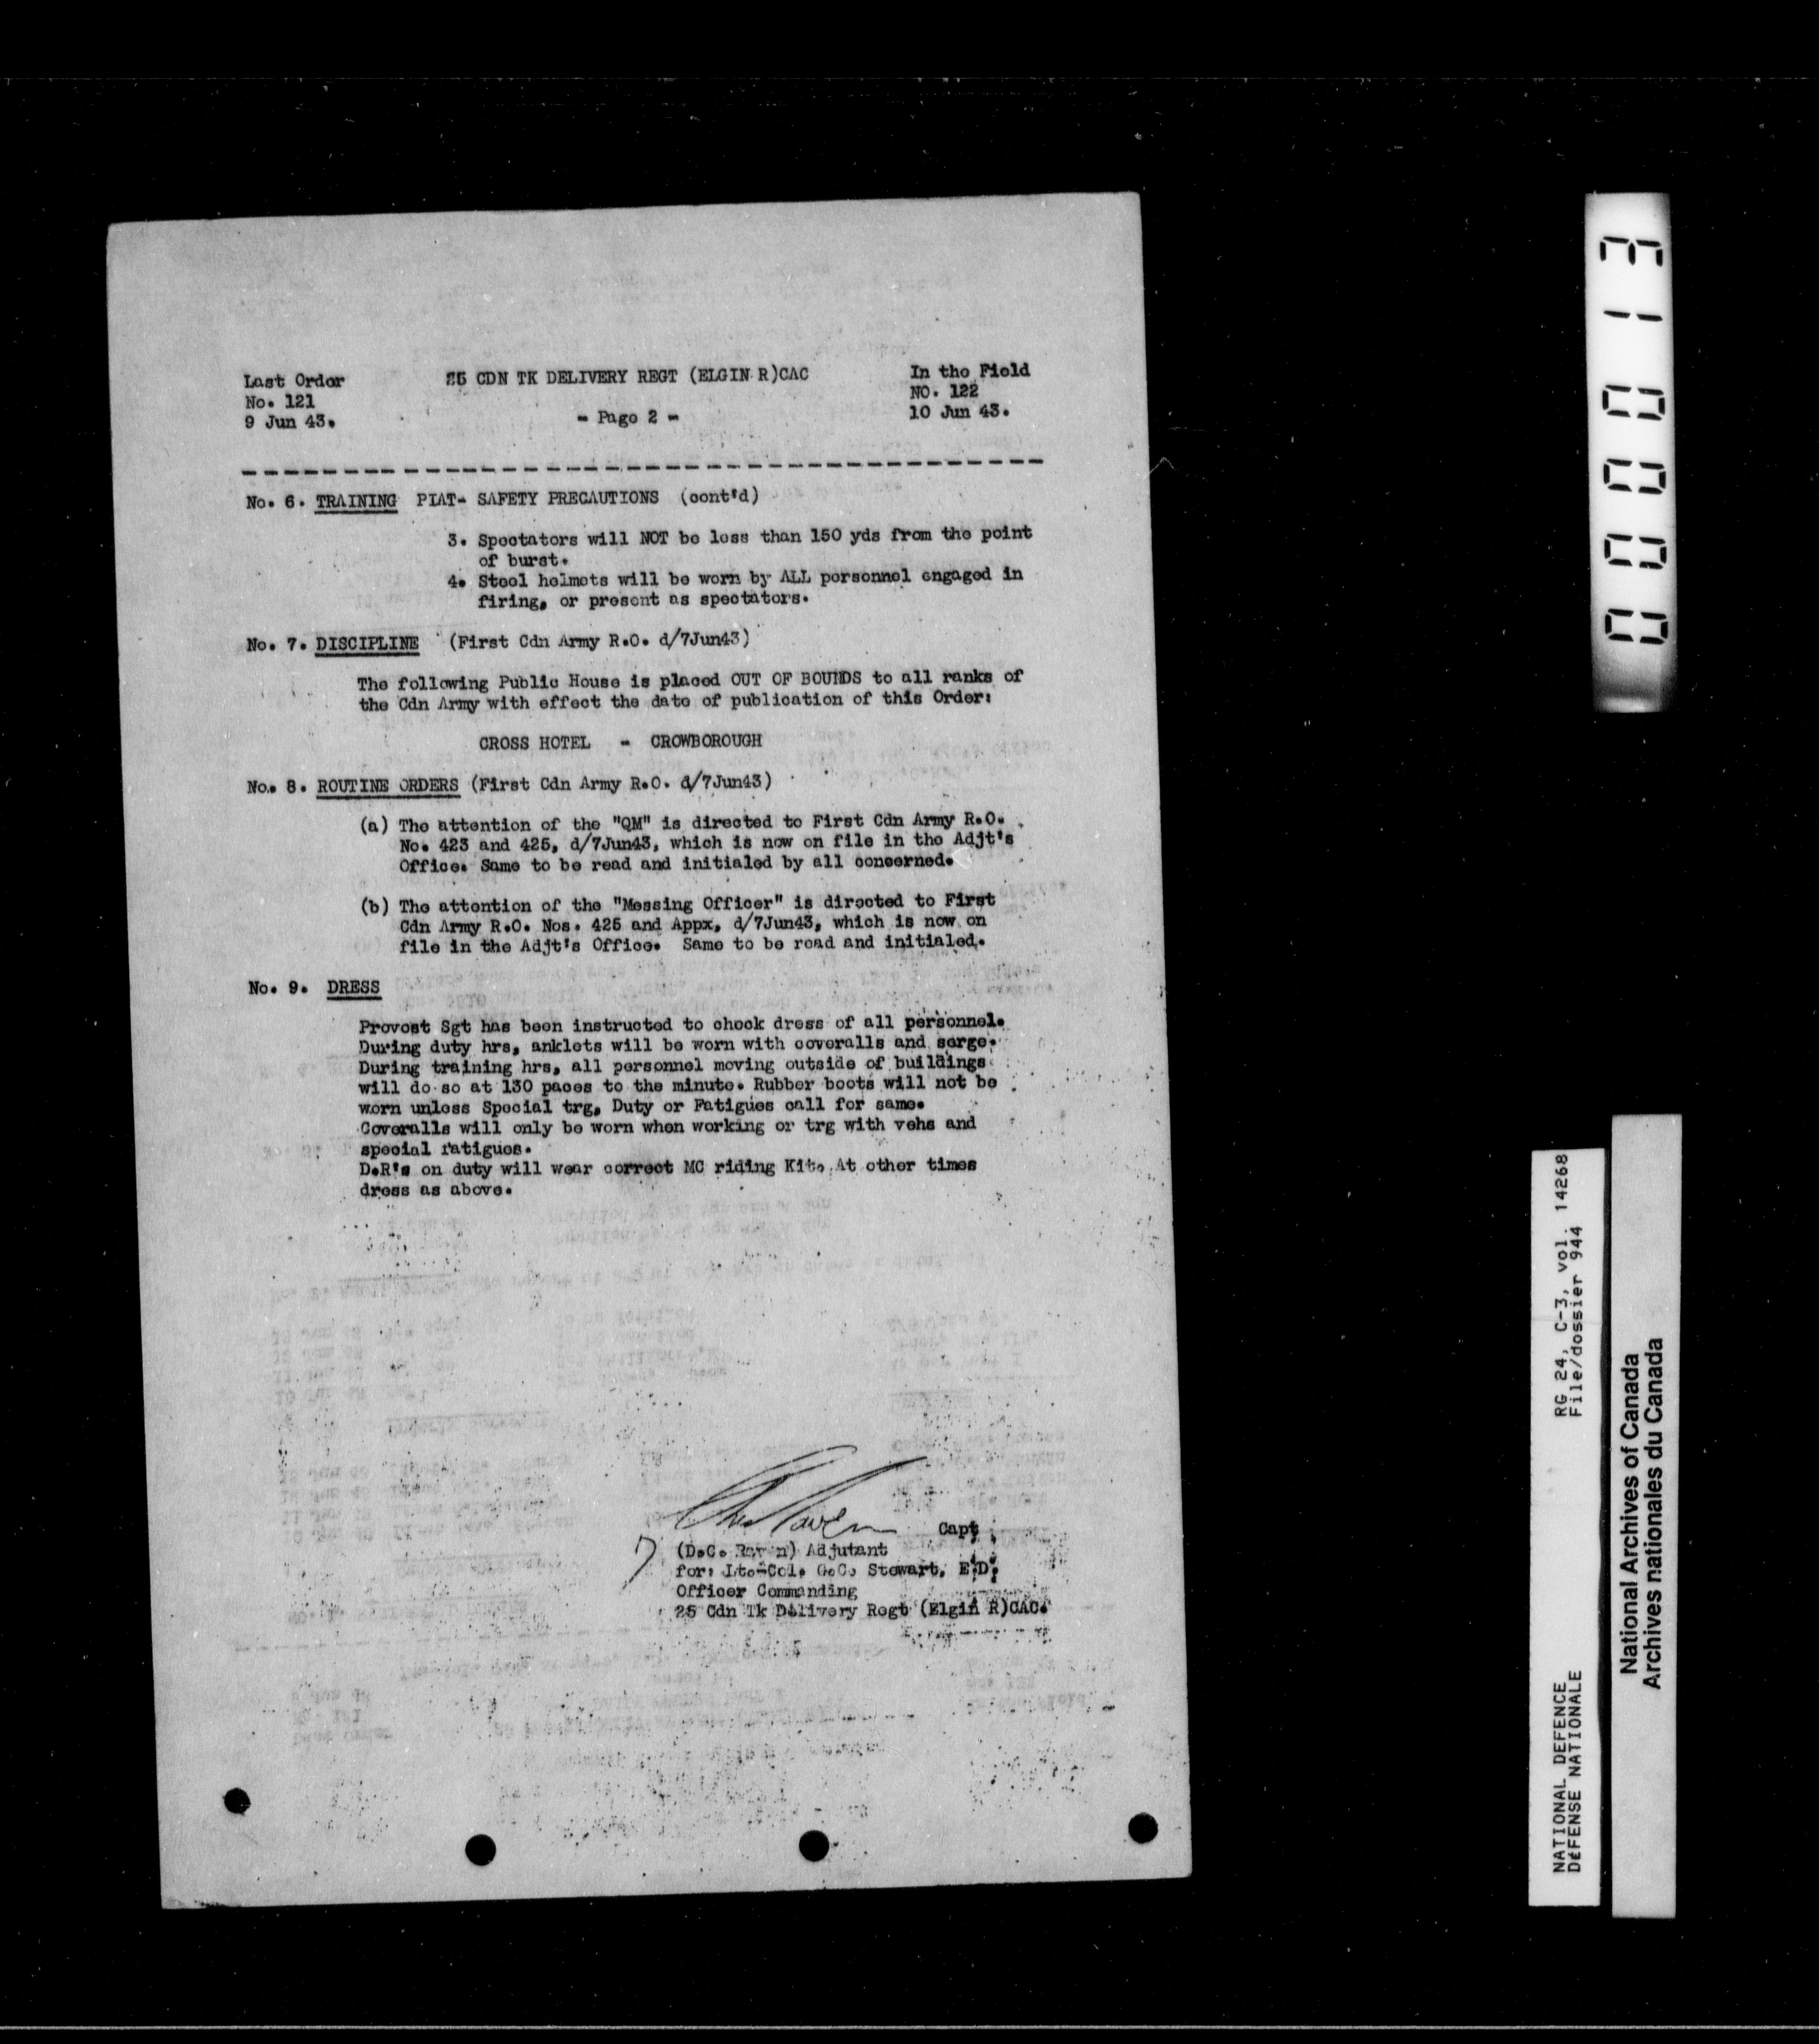 Last Order
No. 121
9 Jun 43.
25 CDN TK DELIVERY REGT (ELGIN R)CAC
- Page 2 -
In the Field
NO. 122
10 Jun 43.
No. 6. TRAINING PIAT- SAFETY PRECAUTIONS (cont'd)
3. Spectators will NOT be less than 150 yds from the point
of burst.
4. Steel helmets will be worn by ALL personnel engaged in
firing, or present as spectators.
No. 7. DISCIPLINE (First Cdn Army R.O. d/7Jun43)
The following Public House is placed OUT OF BOUNDS to all ranks of
the Cdn Army with effect the date of publication of this Order:
CROSS HOTEL - CROWBOROUGH
No. 8. ROUTINE ORDERS (First Cdn Army R.O. d/7Jun43)
(a) The attention of the "QM" is directed to First Cdn Army R.O.
No. 423 and 425, d/7Jun43, which is now on file in the Adjt's
Office. Same to be read and initialed by all concerned.
(b) The attention of the "Messing Officer" is directed to First
Cdn Army R.O. Nos. 425 and Appx, d/7Jun43, which is now on
file in the Adjt's Office. Same to be read and initialed.
No. 9. DRESS
Provost Sgt has been instructed to check dress of all personnel.
During duty hrs, anklets will be worn with coveralls and serge.
During training hrs, all personnel moving outside of buildings
will do so at 130 paces to the minute. Rubber boots will not be
worn unless Special trg, Duty or Fatigues call for same.
Coveralls will only be worn when working or trg with vehs and
special fatigues.
D.R's on duty will wear correct MC riding Kit. At other times
dress as above.
Capt
(D.C. Raven) Adjutant
for: Lt.-Col. G.C. Stewart, E.D.
Officer Commanding
25 Cdn Tk Delivery Regt (Elgin R)CAC.
000013
RG 24, C-3, vol. 14268
File/dossier 944
NATIONAL DEFENCE
DÉFENSE NATIONALE
National Archives of Canada
Archives nationales du Canada